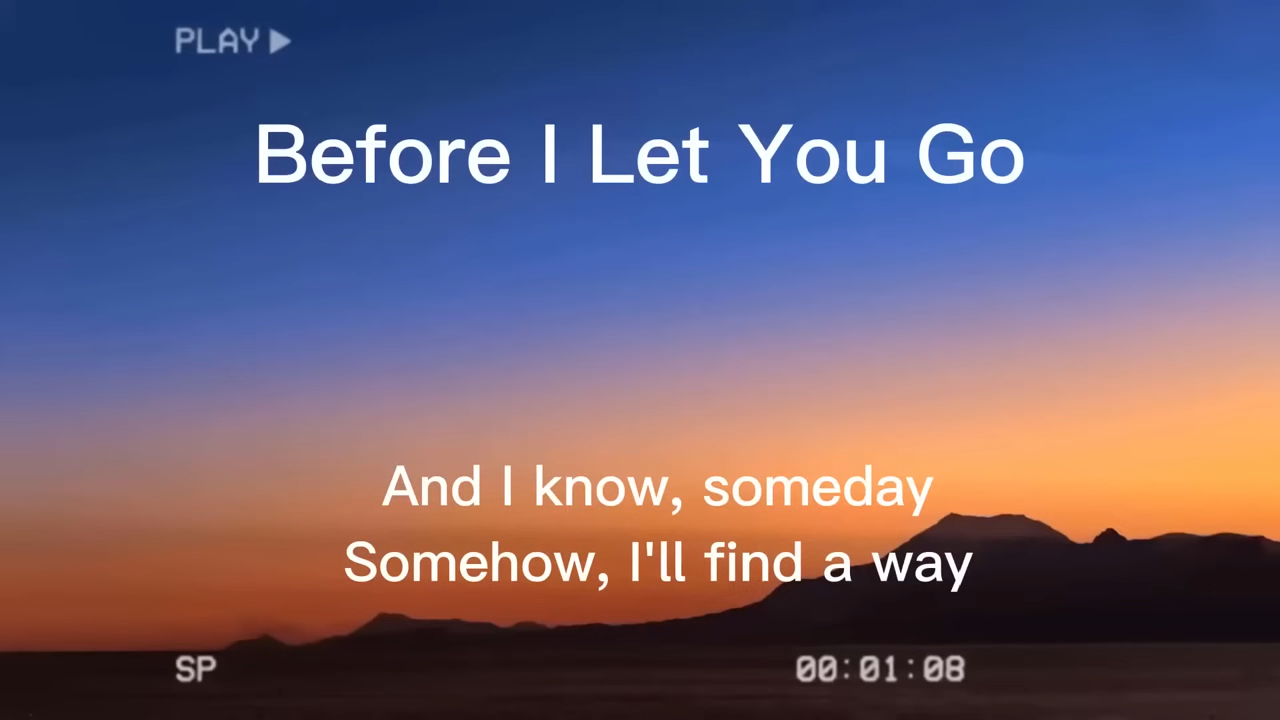 PLAY ▶
Before I Let You Go
And I know, someday
Somehow, I'll find a way
SP
00:01:08